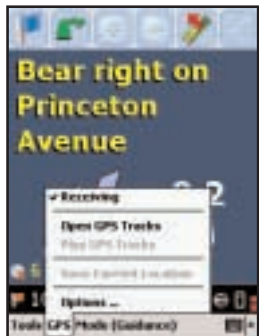 Bear right on
Princeton
Avenue
✓ Receiving
Open GPS Tracks
Play GPS Tracks
Save Current Location
Options ...
Tools GPS Mode (Guidance)